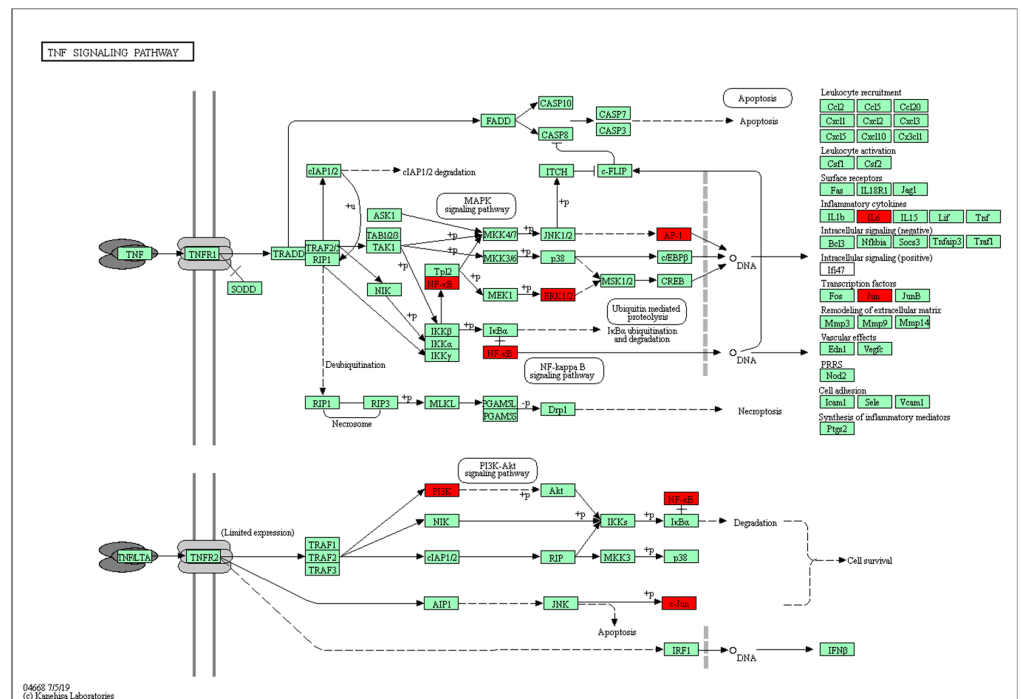 TNF SIGNALING PATHWAY
Apoptosis
FADD
CASP10
CASP8
CASP7
CASP3
Apoptosis
cIAP1/2
cIAP1/2 degradation
ITCH
c-FLIP
+u
MAPK
signaling pathway
+p
ASK1
TAB1/2/3
TAK1
MKK4/7
+p
JNK1/2
AP-1
TNF
TNFR1
TRADD
TRAF2/5
RIP1
+p
MKK3/6
+p
p38
c/EBPβ
DNA
SODD
NIK
Tpl2
NF-κB
MEK1
+p
ERK1/2
MSK1/2
CREB
+p
IKKβ
IKKα
IKKγ
+p
IκBα
NF-κB
Ubiquitin mediated
proteolysis
IκBα ubiquitination
and degradation
DNA
NF-kappa B
signaling pathway
Deubiquitination
RIP1
RIP3
+p
MLKL
PGAM5L
PGAM5S
-p
Drp1
Necroptosis
Necrosome
Leukocyte recruitment
Ccl2 Ccl5 Ccl20
Cxcl1 Cxcl2 Cxcl3
Cxcl5 Cxcl10 Cx3cl1
Leukocyte activation
Csf1 Csf2
Surface receptors
Fas IL18R1 Jag1
Inflammatory cytokines
IL1b IL6 IL15 Lif Tnf
Intracellular signaling (negative)
Bcl3 Nfkbia Socs3 Tnfaip3 Traf1
Intracellular signaling (positive)
Ifi47
Transcription factors
Fos Jun JunB
Remodeling of extracellular matrix
Mmp3 Mmp9 Mmp14
Vascular effects
Edn1 Vegfc
PRRS
Nod2
Cell adhesion
Icam1 Sele Vcam1
Synthesis of inflammatory mediators
Ptgs2
PI3K-Akt
signaling pathway
PI3K
+p
Akt
+p
NF-κB
NIK
IKKs
+p
IκBα
Degradation
(Limited expression)
TNF/LTA
TNFR2
TRAF1
TRAF2
TRAF3
cIAP1/2
RIP
MKK3
+p
p38
Cell survival
AIP1
JNK
+p
c-Jun
Apoptosis
IRF1
DNA
IFNβ
04668 7/5/19
(c) Kanehisa Laboratories